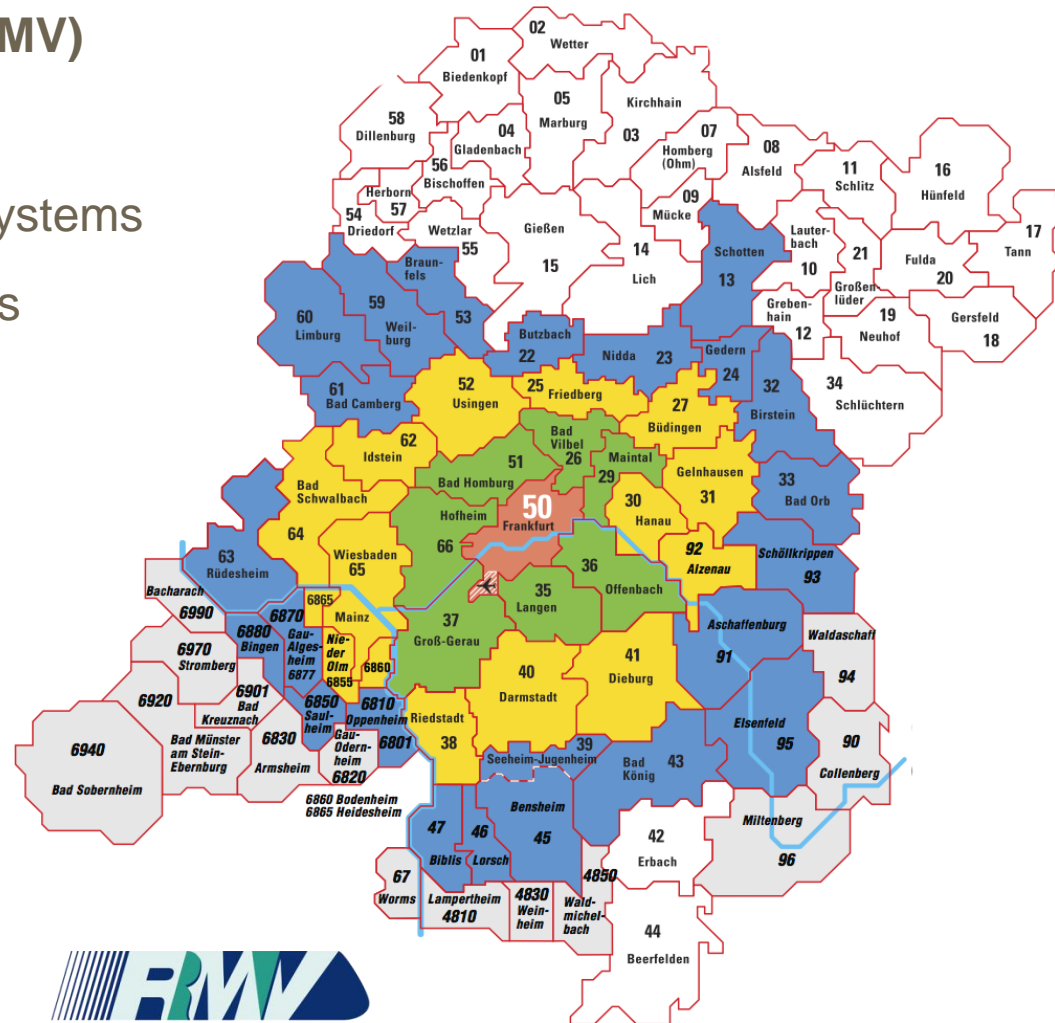 MV)
ystems
s
02
Wetter
01
Biedenkopf
05
Marburg
Kirchhain
03
58
Dillenburg
04
Gladenbach
07
Homberg
(Ohm)
08
Alsfeld
11
Schlitz
16
Hünfeld
56
Bischoffen
Herborn
57
54
Driedorf
Wetzlar
55
Gießen
15
09
Mücke
14
Lich
Schotten
13
Lauter-
bach
10
21
Großen
lüder
Fulda
20
17
Tann
Greben-
hain
12
19
Neuhof
Gersfeld
18
34
Schlüchtern
Braun-
fels
53
59
Weil-
burg
60
Limburg
61
Bad Camberg
Butzbach
22
Nidda
23
Gedern
24
32
Birstein
52
Usingen
25
Friedberg
27
Büdingen
62
Idstein
Bad
Vilbel
26
51
Bad Homburg
Maintal
29
Gelnhausen
31
33
Bad Orb
Bad
Schwalbach
64
Hofheim
66
50
Frankfurt
30
Hanau
92
Alzenau
Schöllkrippen
93
63
Rüdesheim
Wiesbaden
65
36
Offenbach
35
Langen
37
Groß-Gerau
Bacharach
6990
6865
Mainz
6870
Gau-
Alges-
heim
6877
6880
Bingen
Nie-
der
Olm
6855
6860
6970
Stromberg
6901
Bad
Kreuznach
6920
6850
Saul-
heim
6810
Oppenheim
6801
Riedstadt
38
40
Darmstadt
41
Dieburg
Aschaffenburg
91
Waldaschaff
94
6940
Bad Sobernheim
Bad Münster
am Stein-
Ebernburg
6830
Armsheim
Gau-
Odern-
heim
6820
39
Seeheim-Jugenheim
Bad
König
43
Elsenfeld
95
90
Collenberg
6860 Bodenheim
6865 Heidesheim
47
Biblis
46
Lorsch
Bensheim
45
42
Erbach
Miltenberg
96
67
Worms
Lampertheim
4810
4830
Wein-
heim
4850
Wald-
michel-
bach
44
Beerfelden
RMV